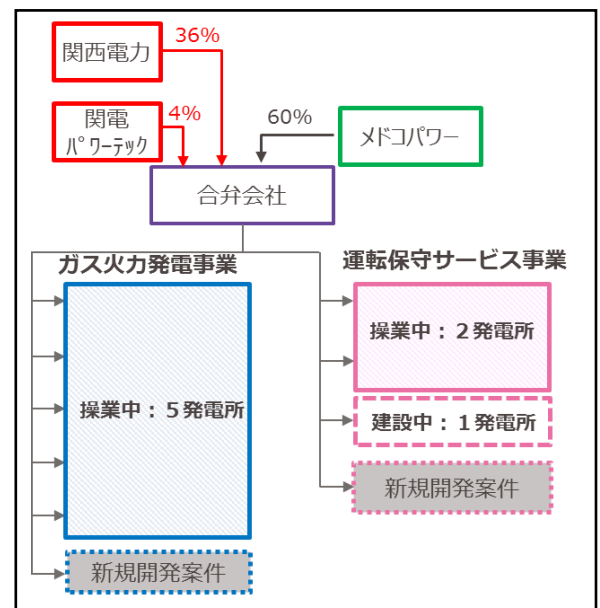 関西電力
36%
関電
パワーテック
4%
60%
メドコパワー
合弁会社
ガス火力発電事業
操業中：５発電所
新規開発案件
運転保守サービス事業
操業中：２発電所
建設中：１発電所
新規開発案件